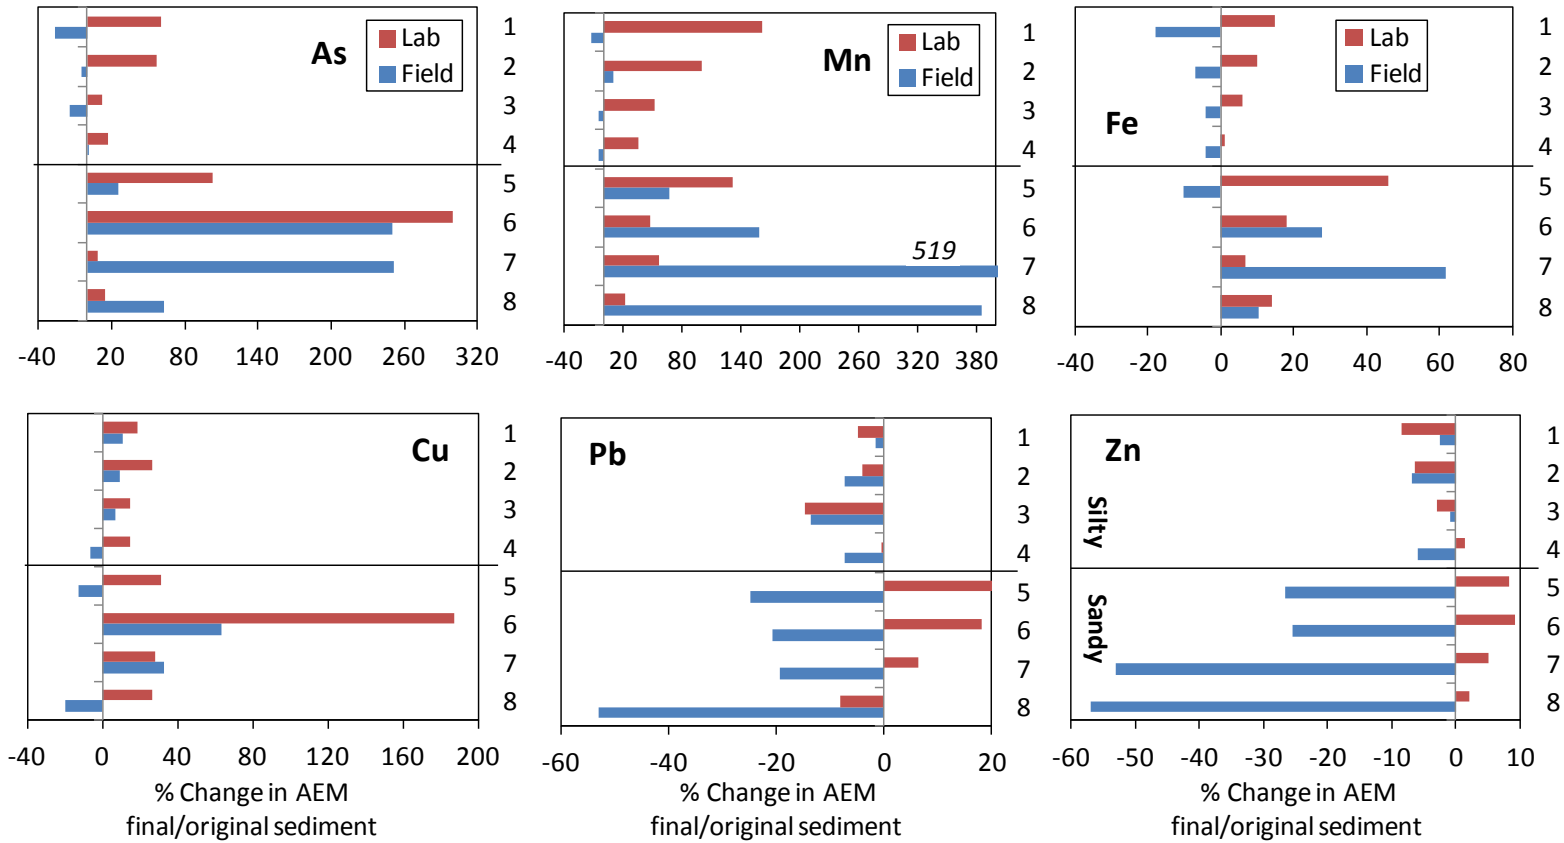 As
Lab
Field
1
2
3
4
5
6
7
8
-40 20 80 140 200 260 320
Mn
Lab
Field
519
1
2
3
4
5
6
7
8
-40 20 80 140 200 260 320 380
Fe
Lab
Field
1
2
3
4
5
6
7
8
-40 -20 0 20 40 60 80
Cu
1
2
3
4
5
6
7
8
-40 0 40 80 120 160 200
% Change in AEM
final/original sediment
Pb
1
2
3
4
5
6
7
8
-60 -40 -20 0 20
% Change in AEM
final/original sediment
Zn
Silty
Sandy
1
2
3
4
5
6
7
8
-60 -50 -40 -30 -20 -10 0 10
% Change in AEM
final/original sediment